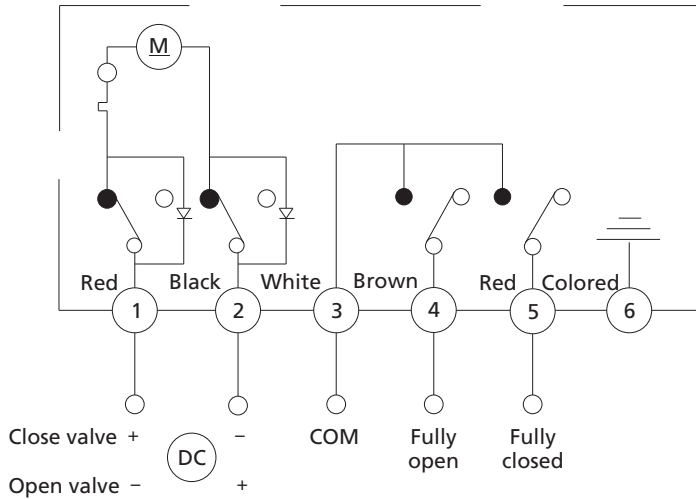 M
Red Black White Brown Red Colored
1 2 3 4 5 6
Close valve + − COM Fully open Fully closed
DC
Open valve − +